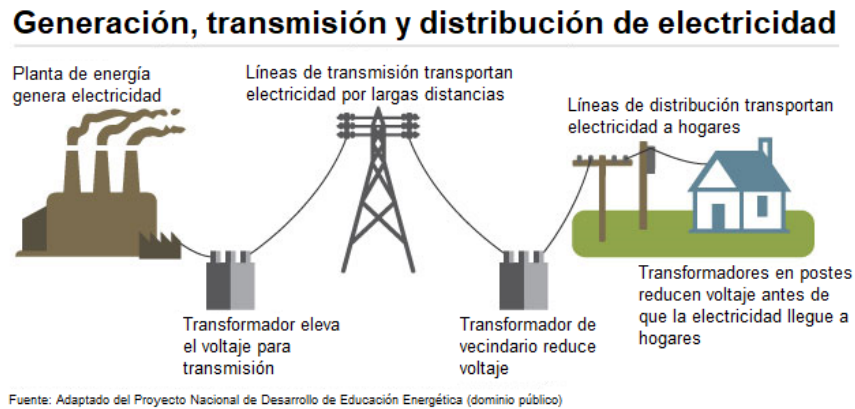 Generación, transmisión y distribución de electricidad
Planta de energía
genera electricidad
Líneas de transmisión transportan
electricidad por largas distancias
Líneas de distribución transportan
electricidad a hogares
Transformador eleva
el voltaje para
transmisión
Transformador de
vecindario reduce
voltaje
Transformadores en postes
reducen voltaje antes de
que la electricidad llegue a
hogares
Fuente: Adaptado del Proyecto Nacional de Desarrollo de Educación Energética (dominio público)